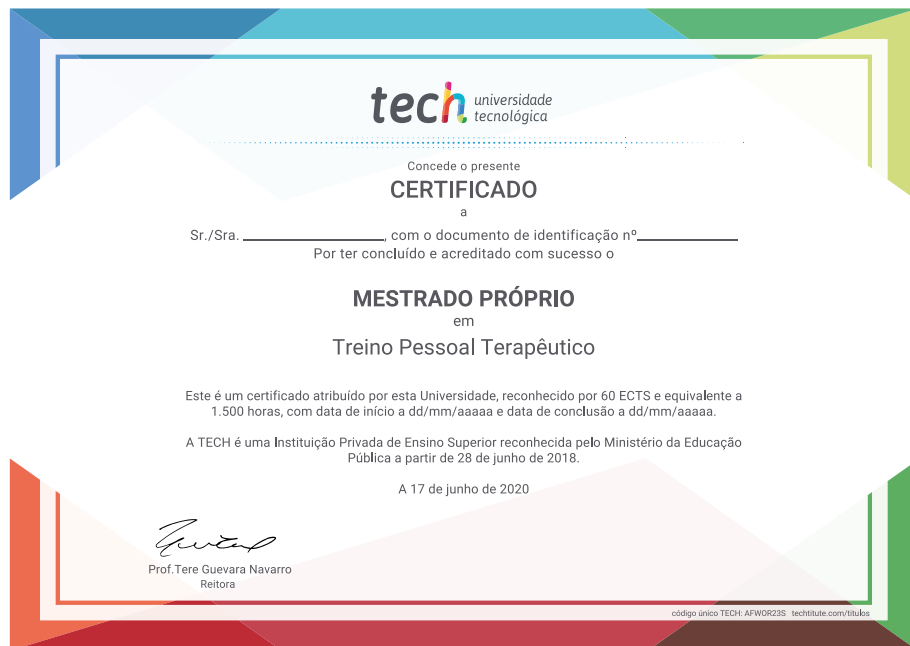 tech universidade
tecnológica
Concede o presente
CERTIFICADO
a
Sr./Sra. ____________, com o documento de identificação nº____________
Por ter concluído e acreditado com sucesso o
MESTRADO PRÓPRIO
em
Treino Pessoal Terapêutico
Este é um certificado atribuído por esta Universidade, reconhecido por 60 ECTS e equivalente a
1.500 horas, com data de início a dd/mm/aaaaa e data de conclusão a dd/mm/aaaaa.
A TECH é uma Instituição Privada de Ensino Superior reconhecida pelo Ministério da Educação
Pública a partir de 28 de junho de 2018.
A 17 de junho de 2020
Prof.Tere Guevara Navarro
Reitora
código único TECH: AFWOR23S techtitute.com/titulos